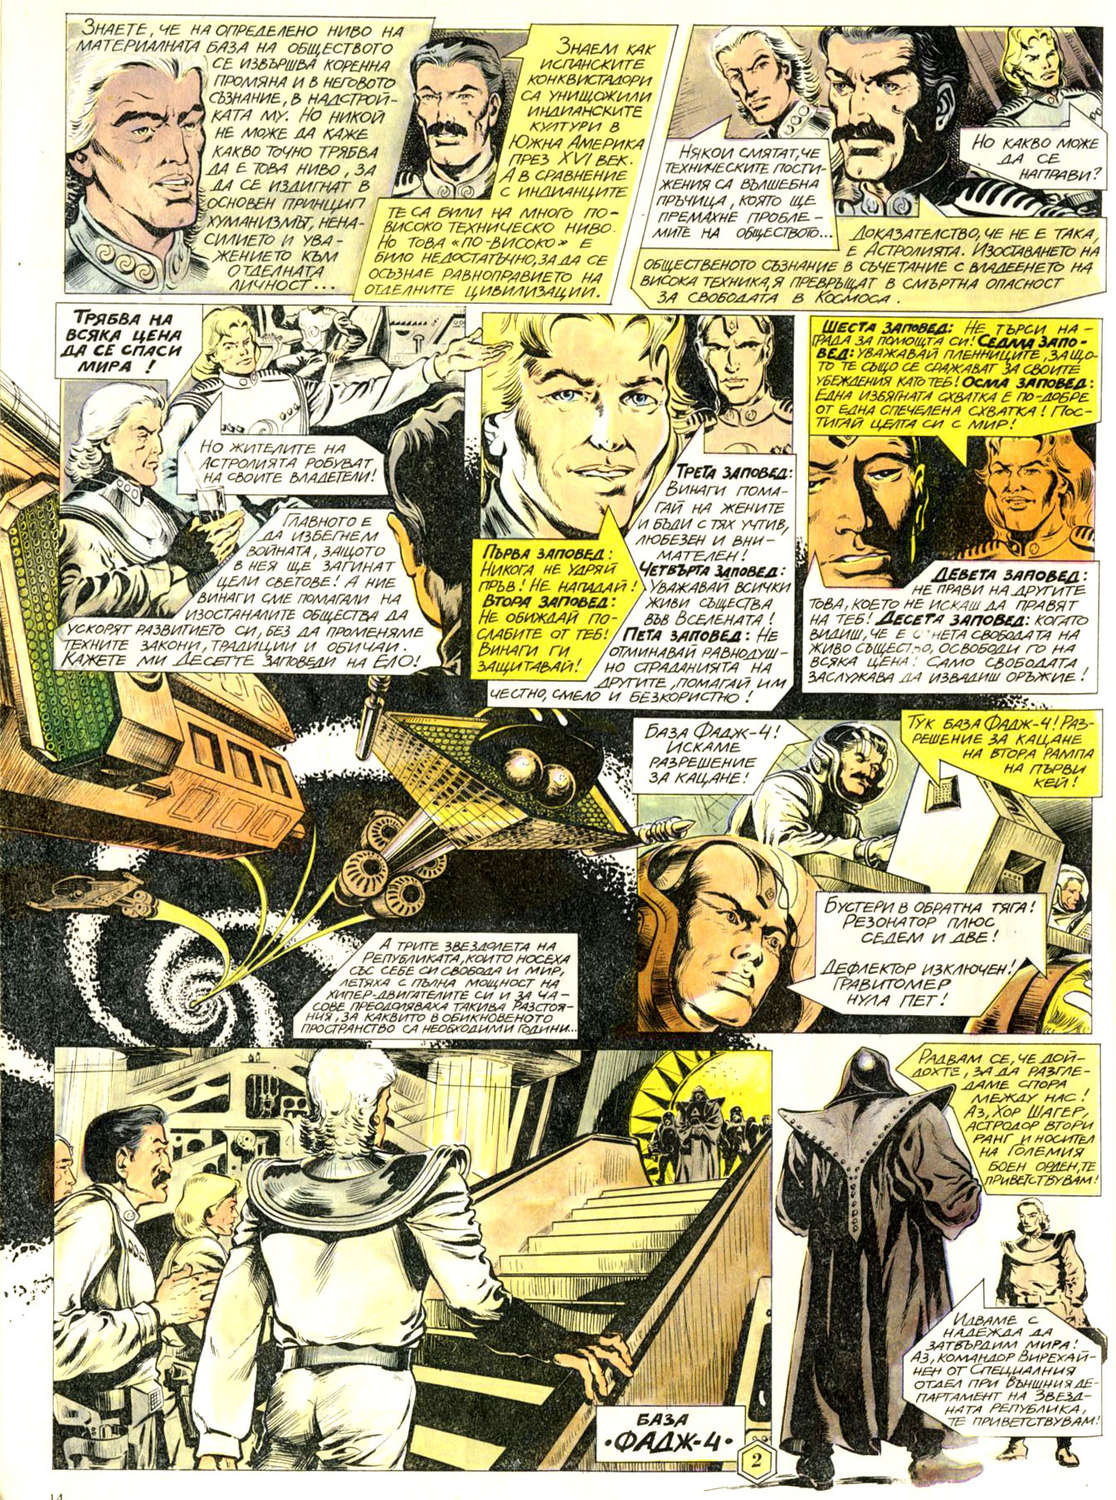 ЗНАЕТЕ, ЧЕ НА ОПРЕДЕЛЕНО НИВО НА
МАТЕРИАЛНАТА БАЗА НА ОБЩЕСТВОТО
СЕ ИЗВЪРШВА КОРЕННА
ПРОМЯНА И В НЕГОВОТО
СЪЗНАНИЕ, В НАДСТРОЙ-
КАТА МУ. НО НИКОЙ
НЕ МОЖЕ ДА КАЖЕ
КАКВО ТОЧНО ТРЯБВА
ДА Е ТОВА НИВО, ЗА
ДА СЕ ИЗДИГНАТ В
ОСНОВЕН ПРИНЦИП
ХУМАНИЗМЪТ, НЕНА-
СИЛИЕТО И УВА-
ЖЕНИЕТО КЪМ
ОТДЕЛНАТА
ЛИЧНОСТ...
ЗНАЕМ КАК
ИСПАНСКИТЕ
КОНКВИСТАДОРИ
СА УНИЩОЖИЛИ
ИНДИАНСКИТЕ
КУЛТУРИ В
ЮЖНА АМЕРИКА
ПРЕЗ XVI ВЕК.
А В СРАВНЕНИЕ
С ИНДИАНЦИТЕ
ТЕ СА БИЛИ НА МНОГО ПО-
ВИСОКО ТЕХНИЧЕСКО НИВО.
НО ТОВА «ПО-ВИСОКО» Е
БИЛО НЕДОСТАТЪЧНО, ЗА ДА СЕ
ОСЪЗНАЕ РАВНОПРАВИЕТО НА
ОТДЕЛНИТЕ ЦИВИЛИЗАЦИИ.
НЯКОИ СМЯТАТ, ЧЕ
ТЕХНИЧЕСКИТЕ ПОСТИ-
ЖЕНИЯ СА ВЪЛШЕБНА
ПРЪЧИЦА, КОЯТО ЩЕ
ПРЕМАХНЕ ПРОБЛЕ-
МИТЕ НА ОБЩЕСТВОТО...
НО КАКВО МОЖЕ
ДА СЕ
НАПРАВИ?
ДОКАЗАТЕЛСТВО, ЧЕ НЕ Е ТАКА,
Е АСТРОЛИЯТА. ИЗОСТАВАНЕТО НА
ОБЩЕСТВЕНОТО СЪЗНАНИЕ В СЪЧЕТАНИЕ С ВЛАДЕЕНЕТО НА
ВИСОКА ТЕХНИКА, Я ПРЕВРЪЩАТ В СМЪРТНА ОПАСНОСТ
ЗА СВОБОДАТА В КОСМОСА.
ТРЯБВА НА
ВСЯКА ЦЕНА
ДА СЕ СПАСИ
МИРА!
НО ЖИТЕЛИТЕ НА
АСТРОЛИЯТА РОБУВАТ
НА СВОИТЕ ВЛАДЕТЕЛИ!
ГЛАВНОТО Е
ДА ИЗБЕГНЕМ
ВОЙНАТА, ЗАЩОТО
В НЕЯ ЩЕ ЗАГИНАТ
ЦЕЛИ СВЕТОВЕ! А НИЕ
ВИНАГИ СМЕ ПОМАГАЛИ НА
ИЗОСТАНАЛИТЕ ОБЩЕСТВА ДА
УСКОРЯТ РАЗВИТИЕТО СИ, БЕЗ ДА ПРОМЕНЯМЕ
ТЕХНИТЕ ЗАКОНИ, ТРАДИЦИИ И ОБИЧАИ.
КАЖЕТЕ МИ ДЕСЕТТЕ ЗАПОВЕДИ НА ЕЛО!
ПЪРВА ЗАПОВЕД:
НИКОГА НЕ УДРЯЙ
ПРЪВ! НЕ НАПАДАЙ!
ВТОРА ЗАПОВЕД:
НЕ ОБИЖДАЙ ПО-
СЛАБИТЕ ОТ ТЕБ!
ВИНАГИ ГИ
ЗАЩИТАВАЙ!
ТРЕТА ЗАПОВЕД:
ВИНАГИ ПОМА-
ГАЙ НА ЖЕНИТЕ
И БЪДИ С ТЯХ УЧТИВ,
ЛЮБЕЗЕН И ВНИ-
МАТЕЛЕН!
ЧЕТВЪРТА ЗАПОВЕД:
УВАЖАВАЙ ВСИЧКИ
ЖИВИ СЪЩЕСТВА
ВЪВ ВСЕЛЕНАТА!
ПЕТА ЗАПОВЕД: НЕ
ОТМИНАВАЙ РАВНОДУШ-
НО СТРАДАНИЯТА НА
ДРУГИТЕ, ПОМАГАЙ ИМ
ЧЕСТНО, СМЕЛО И БЕЗКОРИСТНО!
ШЕСТА ЗАПОВЕД: НЕ ТЪРСИ НА-
ГРАДА ЗА ПОМОЩТА СИ! СЕДМА ЗАПО-
ВЕД: УВАЖАВАЙ ПЛЕННИЦИТЕ, ЗАЩО-
ТО ТЕ СЪЩО СЕ СРАЖАВАТ ЗА СВОИТЕ
УБЕЖДЕНИЯ КАТО ТЕБ! ОСМА ЗАПОВЕД:
ЕДНА ИЗБЯГНАТА СХВАТКА Е ПО-ДОБРЕ
ОТ ЕДНА СПЕЧЕЛЕНА СХВАТКА! ПОС-
ТИГАЙ ЦЕЛТА СИ С МИР!
ДЕВЕТА ЗАПОВЕД:
НЕ ПРАВИ НА ДРУГИТЕ
ТОВА, КОЕТО НЕ ИСКАШ ДА ПРАВЯТ
НА ТЕБ! ДЕСЕТА ЗАПОВЕД: КОГАТО
ВИДИШ, ЧЕ Е ОТНЕТА СВОБОДАТА НА
ЖИВО СЪЩЕСТВО, ОСВОБОДИ ГО НА
ВСЯКА ЦЕНА! САМО СВОБОДАТА
ЗАСЛУЖАВА ДА ИЗВАДИШ ОРЪЖИЕ!
А ТРИТЕ ЗВЕЗДОЛЕТА НА
РЕПУБЛИКАТА, КОИТО НОСЕХА
СЪС СЕБЕ СИ СВОБОДА И МИР,
ЛЕТЯХА С ПЪЛНА МОЩНОСТ НА
ХИПЕР-ДВИГАТЕЛИТЕ СИ И ЗА ЧА-
СОВЕ ПРЕОДОЛЯВАХА ТАКИВА РАЗСТОЯ-
НИЯ, ЗА КАКВИТО В ОБИКНОВЕНОТО
ПРОСТРАНСТВО СА НЕОБХОДИМИ ГОДИНИ...
БАЗА ФАДЖ-4!
ИСКАМЕ
РАЗРЕШЕНИЕ
ЗА КАЦАНЕ!
ТУК БАЗА ФАДЖ-4! РАЗ-
РЕШЕНИЕ ЗА КАЦАНЕ
НА ВТОРА РАМПА
НА ПЪРВИ
КЕЙ!
БУСТЕРИ В ОБРАТНА ТЯГА!
РЕЗОНАТОР ПЛЮС
СЕДЕМ И ДВЕ!
ДЕФЛЕКТОР ИЗКЛЮЧЕН!
ГРАВИТОМЕР
НУЛА ПЕТ!
РАДВАМ СЕ, ЧЕ ДОЙ-
ДОХТЕ, ЗА ДА РАЗГЛЕ-
ДАМЕ СПОРА
МЕЖДУ НАС!
АЗ, ХОР ШАГЕР,
АСТРОДОР ВТОРИ
РАНГ И НОСИТЕЛ
НА ГОЛЕМИЯ
БОЕН ОРДЕН, ТЕ
ПРИВЕТСТВУВАМ!
ИДВАМЕ С
НАДЕЖДА ДА
ЗАТВЪРДИМ МИРА!
АЗ, КОМАНДОР ВИРЕХАЙ-
НЕН ОТ СПЕЦИАЛНИЯ
ОТДЕЛ ПРИ ВЪНШНИЯ ДЕ-
ПАРТАМЕНТ НА ЗВЕЗД-
НАТА РЕПУБЛИКА,
ТЕ ПРИВЕТСТВУВАМ!
БАЗА
•ФАДЖ-4•
2
14